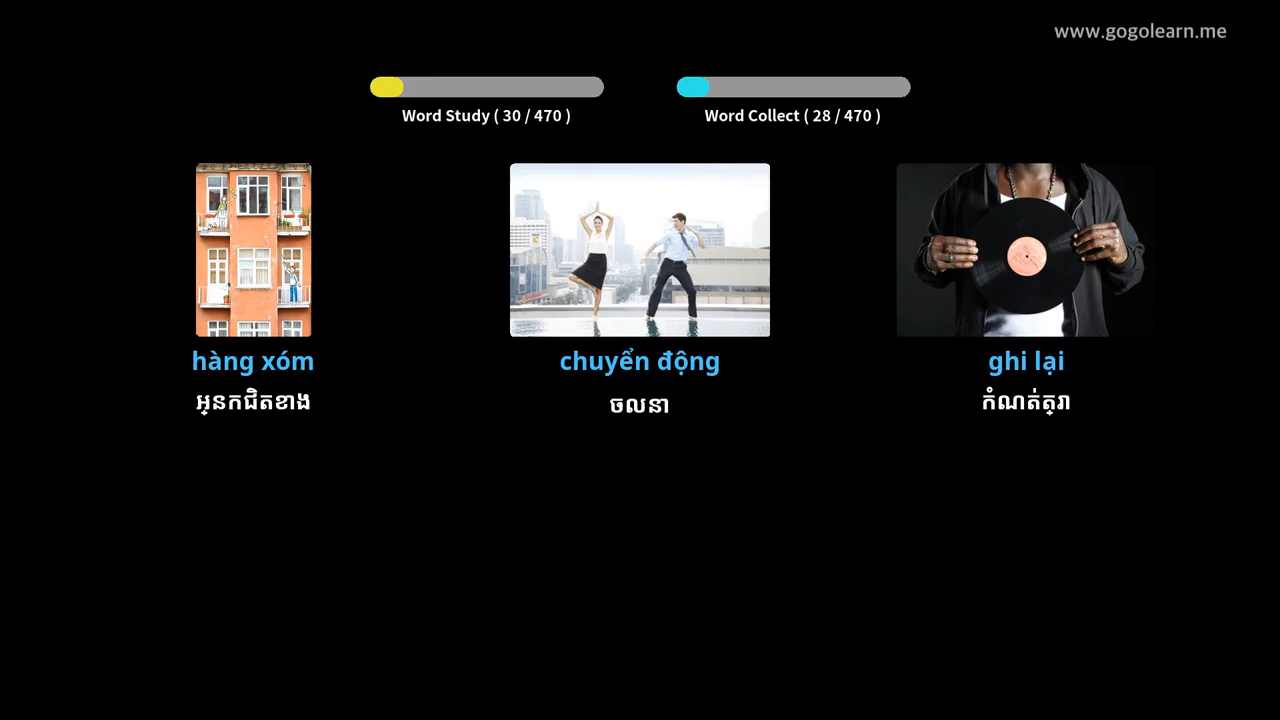 www.gogolearn.me
Word Study ( 30 / 470 )
Word Collect ( 28 / 470 )
hàng xóm
អ្នកជិតខាង
chuyển động
ចលនា
ghi lại
កំណត់ត្រា